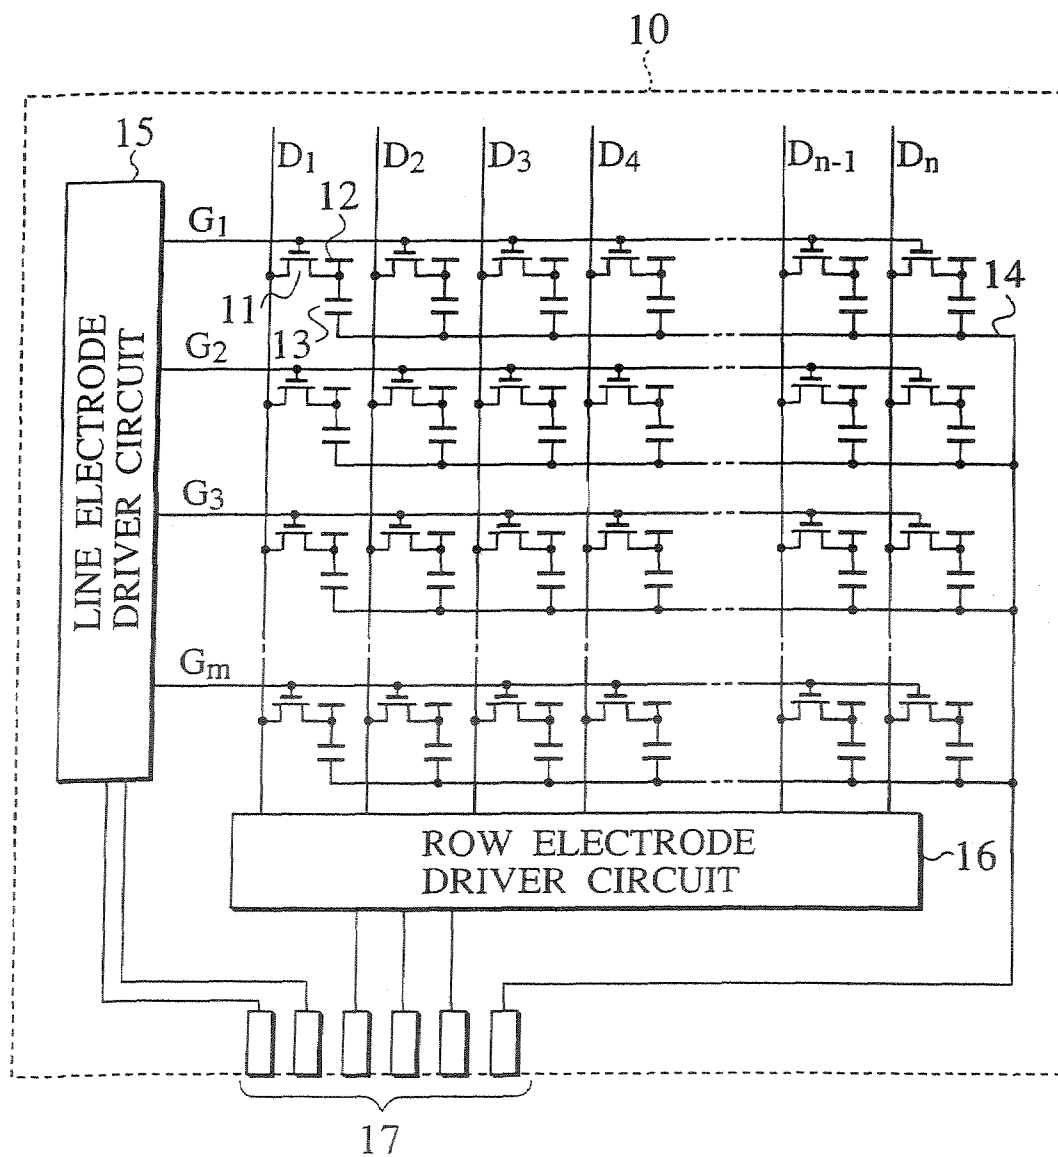 10
15
D1 D2 D3 D4 Dn-1 Dn
G1
12
11
13
14
G2
LINE ELECTRODE
DRIVER CIRCUIT
G3
Gm
ROW ELECTRODE
DRIVER CIRCUIT
16
17